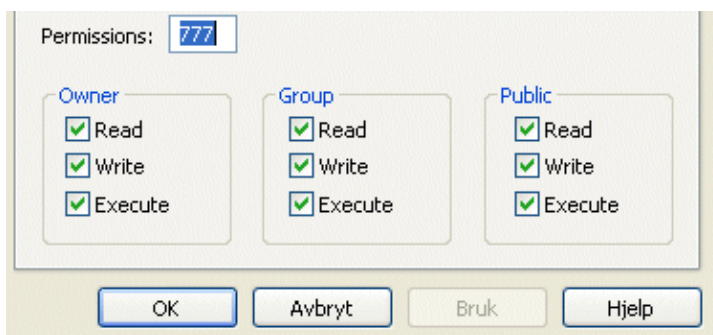 Permissions: 777
Owner Group Public
Read Read Read
Write Write Write
Execute Execute Execute
OK Avbryt Bruk Hjelp